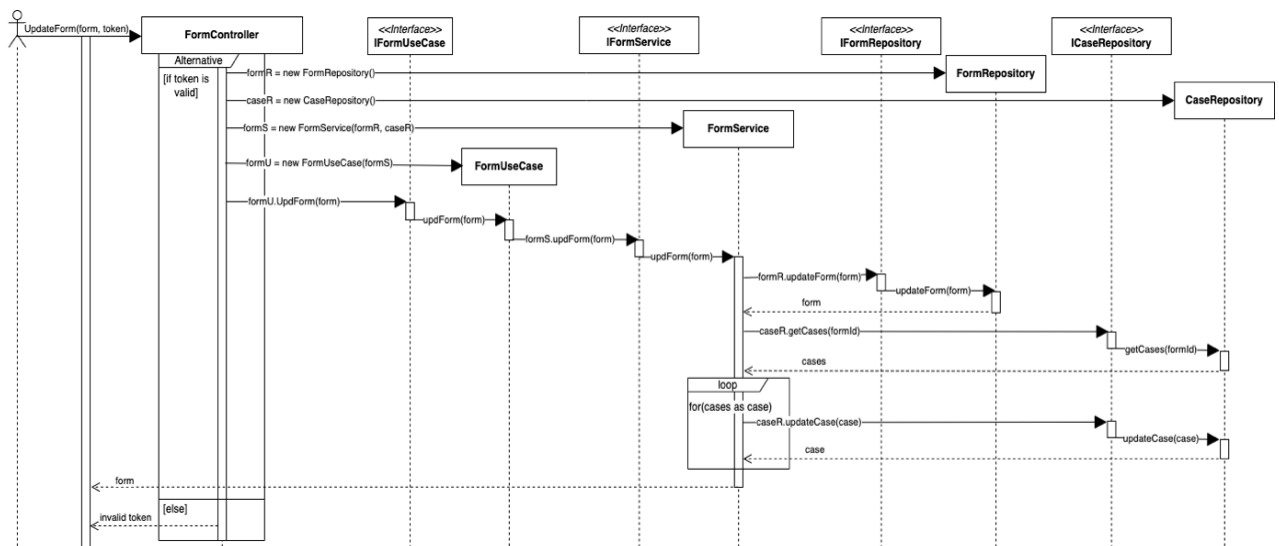 UpdateForm(form, token)
FormController
<<Interface>>
IFormUseCase
<<Interface>>
IFormService
<<Interface>>
IFormRepository
<<Interface>>
ICaseRepository
Alternative
[if token is
valid]
formR = new FormRepository()
FormRepository
caseR = new CaseRepository()
CaseRepository
formS = new FormService(formR, caseR)
FormService
formU = new FormUseCase(formS)
FormUseCase
formU.UpdForm(form)
updForm(form)
formS.updForm(form)
updForm(form)
formR.updateForm(form)
updateForm(form)
form
caseR.getCases(formId)
getCases(formId)
cases
loop
for(cases as case)
caseR.updateCase(case)
updateCase(case)
case
form
[else]
invalid token